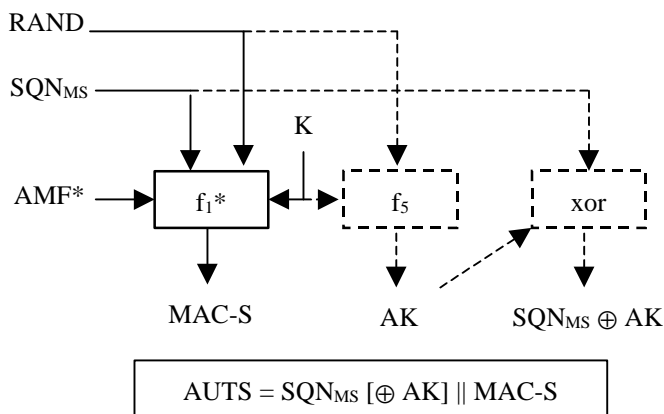 RAND
SQN_MS
K
AMF*
f₁*
f₅
xor
MAC-S
AK
SQN_MS ⊕ AK
AUTS = SQN_MS [⊕ AK] || MAC-S